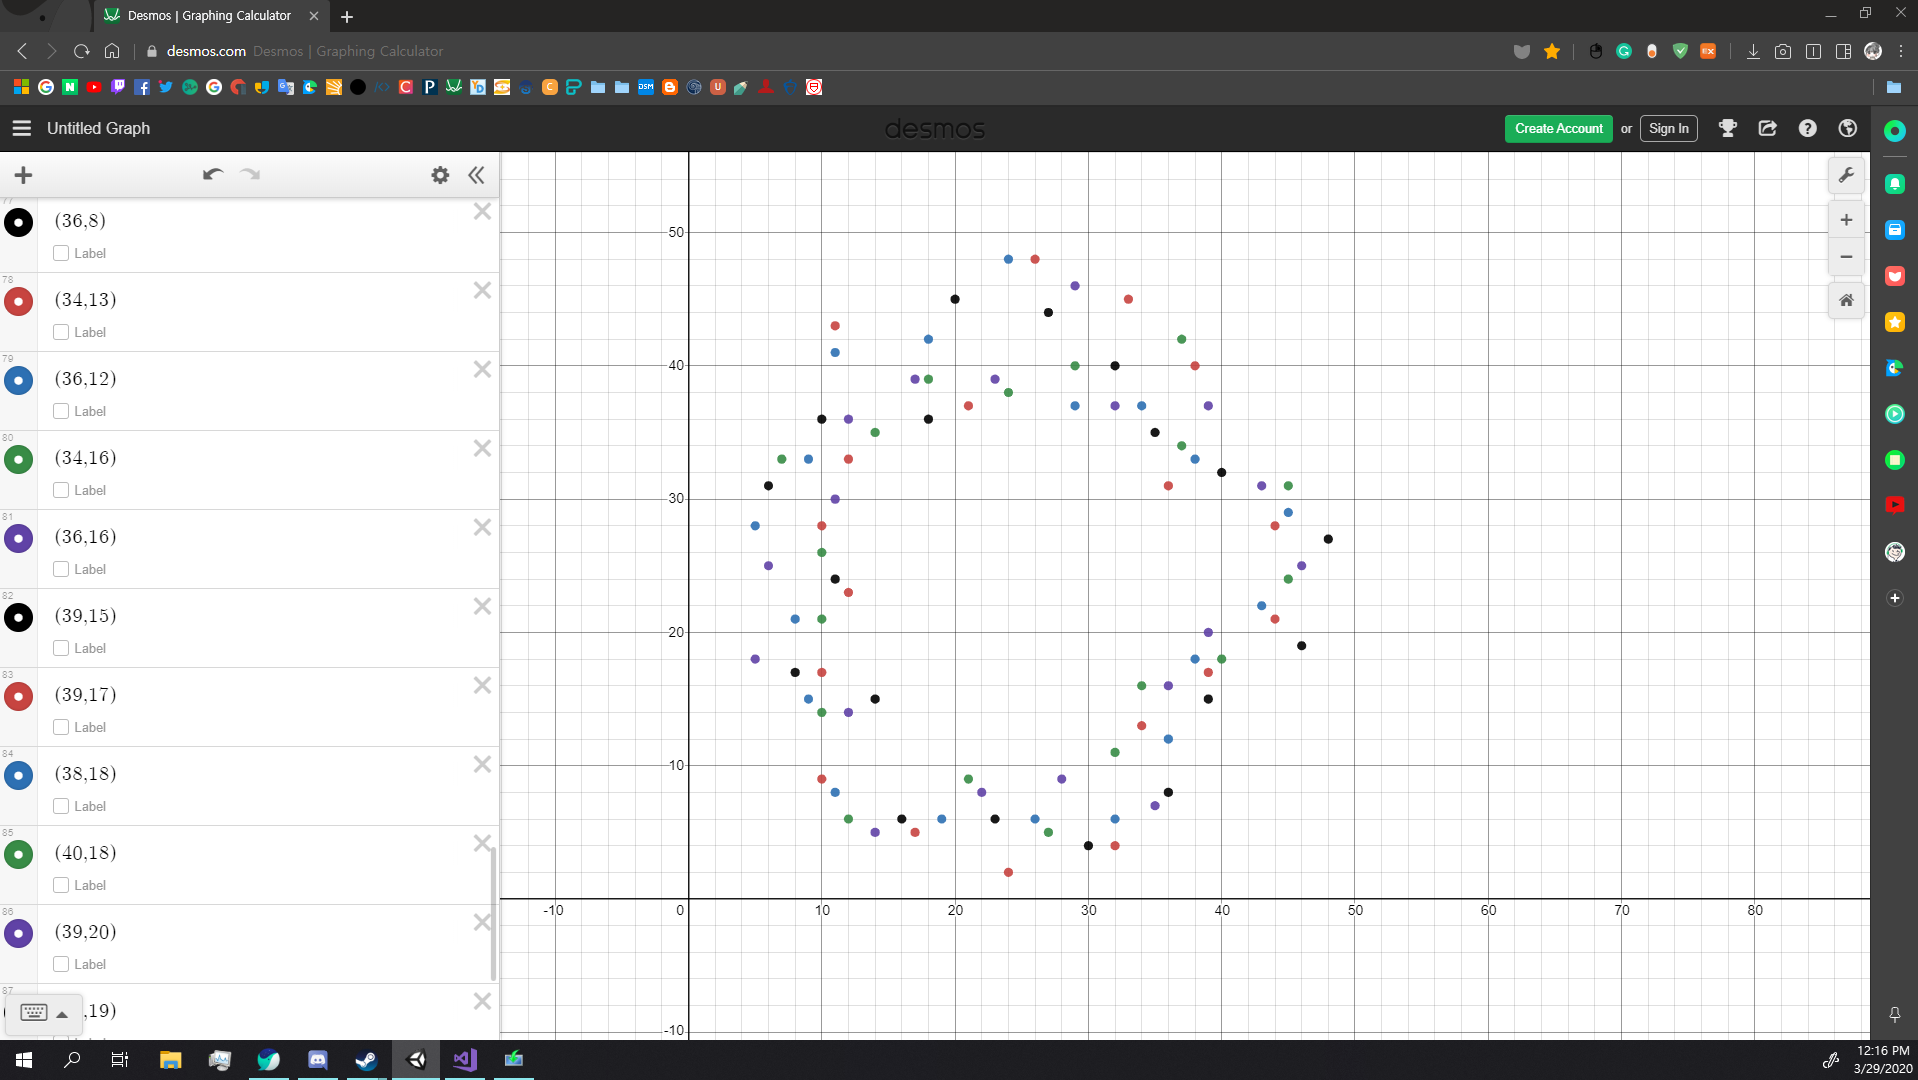 Desmos | Graphing Calculator
desmos.com Desmos | Graphing Calculator
Untitled Graph
desmos
Create Account or Sign In
77
(36,8)
Label
78
(34,13)
Label
79
(36,12)
Label
80
(34,16)
Label
81
(36,16)
Label
82
(39,15)
Label
83
(39,17)
Label
84
(38,18)
Label
85
(40,18)
Label
86
(39,20)
Label
87
,19)
50
40
30
20
10
-10 0 10 20 30 40 50 60 70 80
-10
12:16 PM
3/29/2020